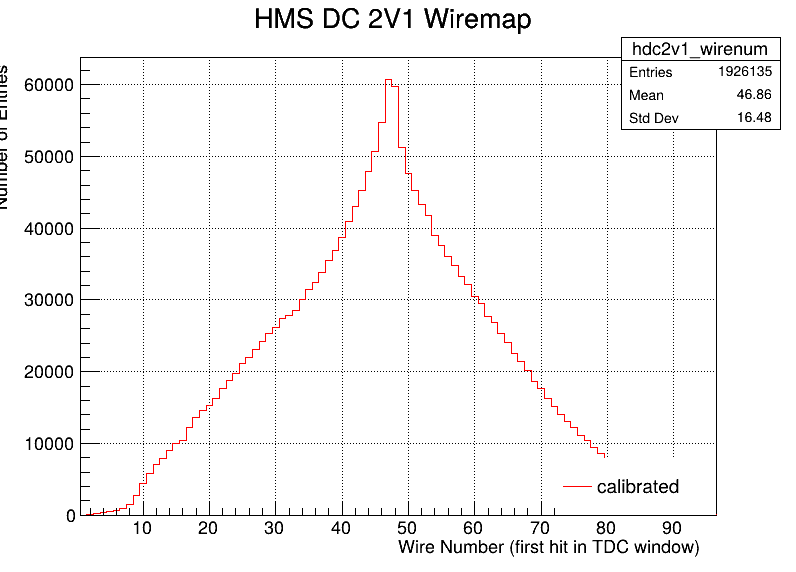 HMS DC 2V1 Wiremap
hdc2v1_wirenum
Entries 1926135
Mean 46.86
Std Dev 16.48
Number of Entries
60000
50000
40000
30000
20000
10000
0
calibrated
10 20 30 40 50 60 70 80 90
Wire Number (first hit in TDC window)